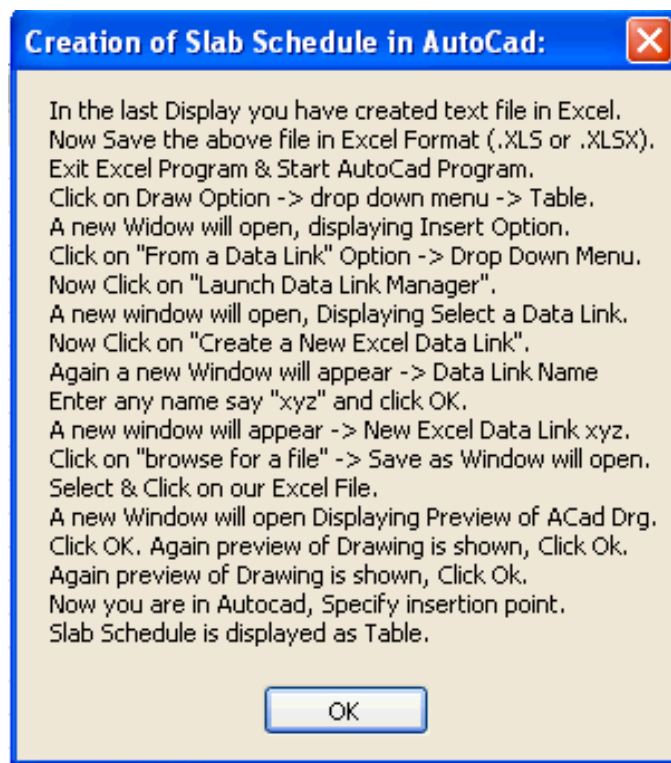 Creation of Slab Schedule in AutoCad:
In the last Display you have created text file in Excel.
Now Save the above file in Excel Format (.XLS or .XLSX).
Exit Excel Program & Start AutoCad Program.
Click on Draw Option -> drop down menu -> Table.
A new Widow will open, displaying Insert Option.
Click on "From a Data Link" Option -> Drop Down Menu.
Now Click on "Launch Data Link Manager".
A new window will open, Displaying Select a Data Link.
Now Click on "Create a New Excel Data Link".
Again a new Window will appear -> Data Link Name
Enter any name say "xyz" and click OK.
A new window will appear -> New Excel Data Link xyz.
Click on "browse for a file" -> Save as Window will open.
Select & Click on our Excel File.
A new Window will open Displaying Preview of ACad Drg.
Click OK. Again preview of Drawing is shown, Click Ok.
Again preview of Drawing is shown, Click Ok.
Now you are in Autocad, Specify insertion point.
Slab Schedule is displayed as Table.
OK